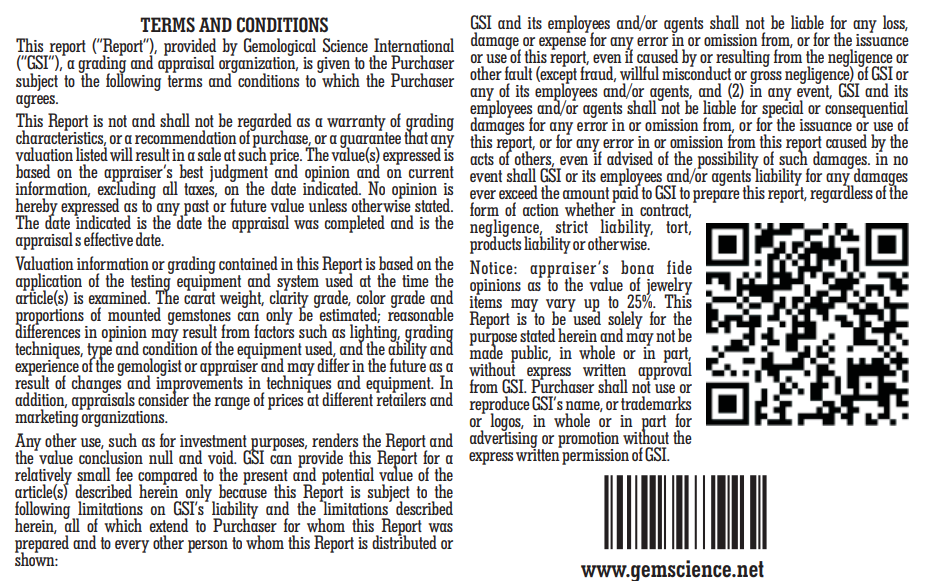 TERMS AND CONDITIONS
This report (“Report”), provided by Gemological Science International
(“GSI”), a grading and appraisal organization, is given to the Purchaser
subject to the following terms and conditions to which the Purchaser
agrees.
This Report is not and shall not be regarded as a warranty of grading
characteristics, or a recommendation of purchase, or a guarantee that any
valuation listed will result in a sale at such price. The value(s) expressed is
based on the appraiser’s best judgment and opinion and on current
information, excluding all taxes, on the date indicated. No opinion is
hereby expressed as to any past or future value unless otherwise stated.
The date indicated is the date the appraisal was completed and is the
appraisal s effective date.
Valuation information or grading contained in this Report is based on the
application of the testing equipment and system used at the time the
article(s) is examined. The carat weight, clarity grade, color grade and
proportions of mounted gemstones can only be estimated; reasonable
differences in opinion may result from factors such as lighting, grading
techniques, type and condition of the equipment used, and the ability and
experience of the gemologist or appraiser and may differ in the future as a
result of changes and improvements in techniques and equipment. In
addition, appraisals consider the range of prices at different retailers and
marketing organizations.
Any other use, such as for investment purposes, renders the Report and
the value conclusion null and void. GSI can provide this Report for a
relatively small fee compared to the present and potential value of the
article(s) described herein only because this Report is subject to the
following limitations on GSI’s liability and the limitations described
herein, all of which extend to Purchaser for whom this Report was
prepared and to every other person to whom this Report is distributed or
shown:
GSI and its employees and/or agents shall not be liable for any loss,
damage or expense for any error in or omission from, or for the issuance
or use of this report, even if caused by or resulting from the negligence or
other fault (except fraud, willful misconduct or gross negligence) of GSI or
any of its employees and/or agents, and (2) in any event, GSI and its
employees and/or agents shall not be liable for special or consequential
damages for any error in or omission from, or for the issuance or use of
this report, or for any error in or omission from this report caused by the
acts of others, even if advised of the possibility of such damages. in no
event shall GSI or its employees and/or agents liability for any damages
ever exceed the amount paid to GSI to prepare this report, regardless of the
form of action whether in contract,
negligence, strict liability, tort,
products liability or otherwise.
Notice: appraiser’s bona fide
opinions as to the value of jewelry
items may vary up to 25%. This
Report is to be used solely for the
purpose stated herein and may not be
made public, in whole or in part,
without express written approval
from GSI. Purchaser shall not use or
reproduce GSI’s name, or trademarks
or logos, in whole or in part for
advertising or promotion without the
express written permission of GSI.
www.gemscience.net